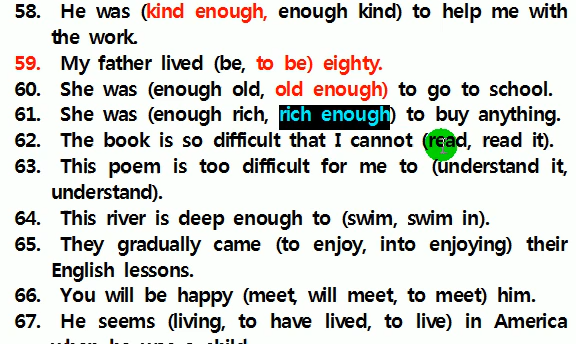 58. He was (kind enough, enough kind) to help me with
the work.
59. My father lived (be, to be) eighty.
60. She was (enough old, old enough) to go to school.
61. She was (enough rich, rich enough) to buy anything.
62. The book is so difficult that I cannot (read, read it).
63. This poem is too difficult for me to (understand it,
understand).
64. This river is deep enough to (swim, swim in).
65. They gradually came (to enjoy, into enjoying) their
English lessons.
66. You will be happy (meet, will meet, to meet) him.
67. He seems (living, to have lived, to live) in America